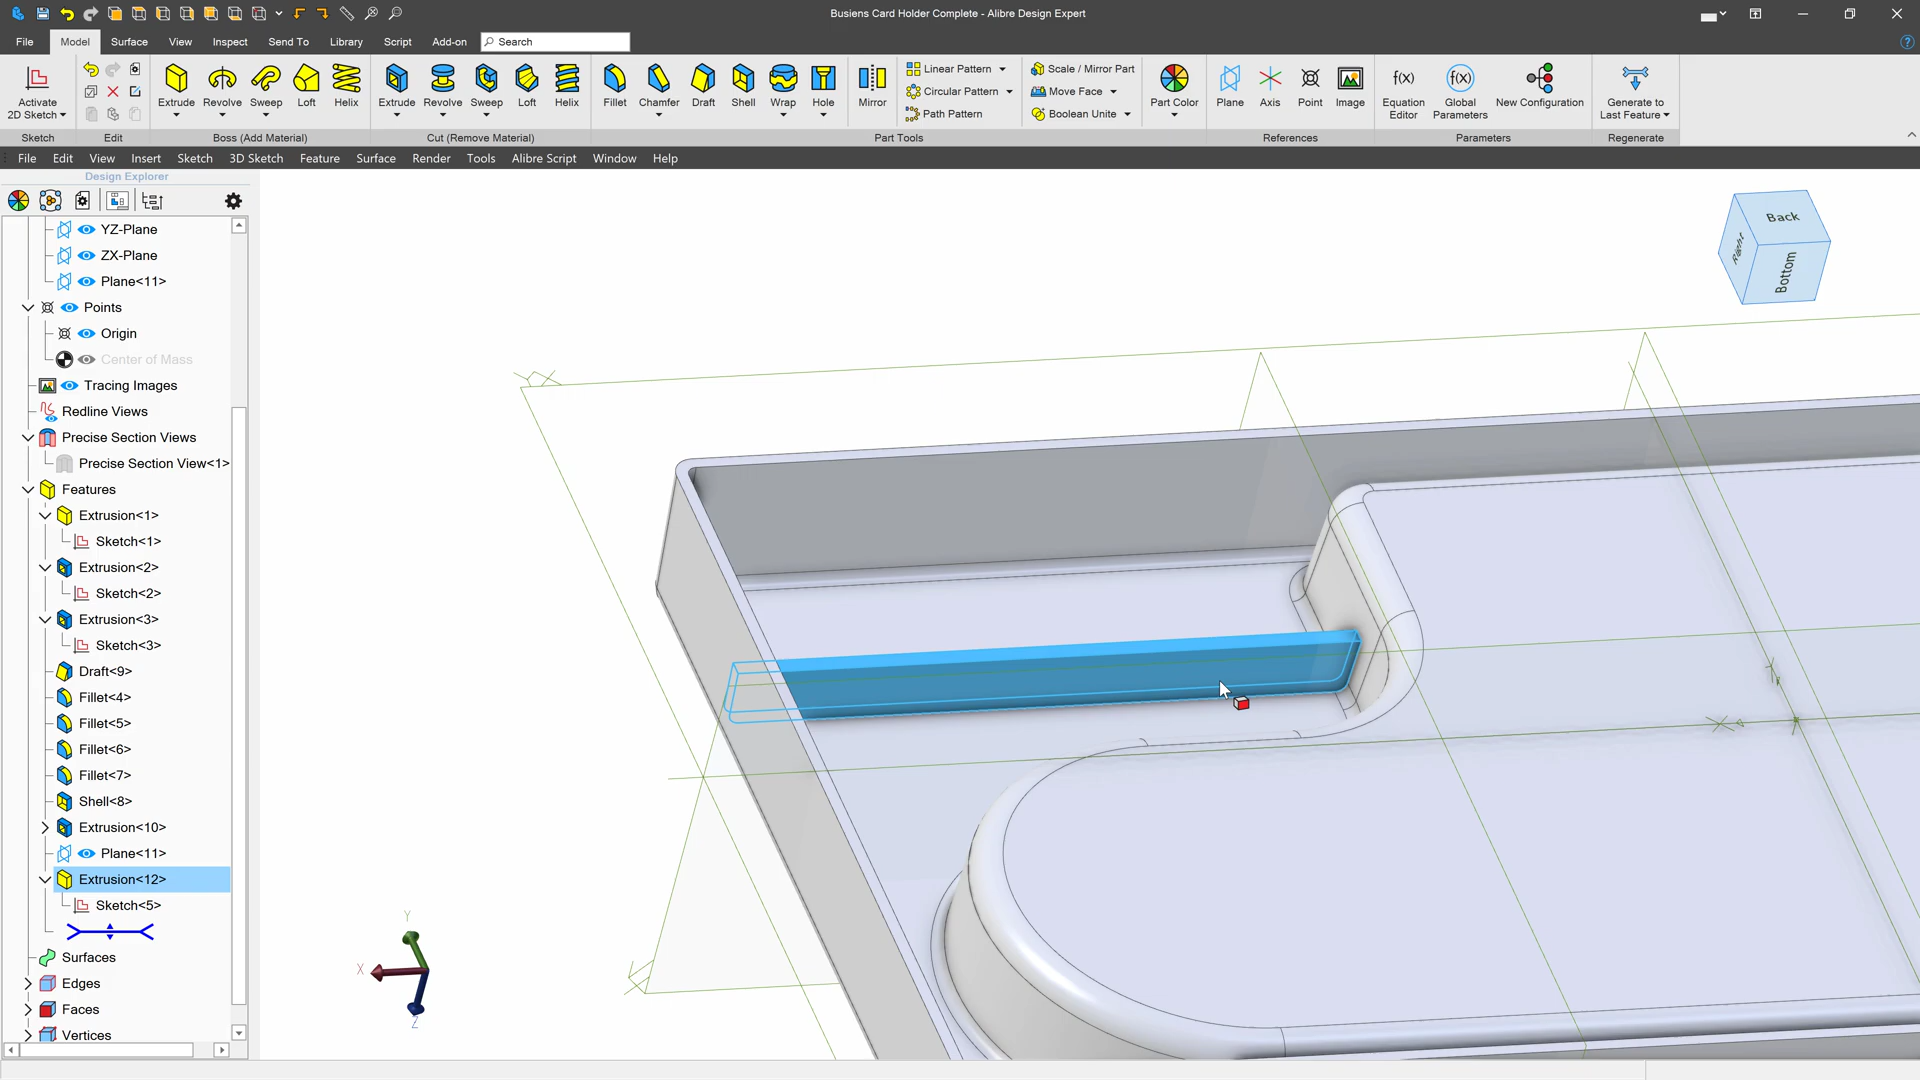 Busiens Card Holder Complete - Alibre Design Expert
File Model Surface View Inspect Send To Library Script Add-on Search
Activate 2D Sketch
Extrude Revolve Sweep Loft Helix
Extrude Revolve Sweep Loft Helix
Fillet Chamfer Draft Shell Wrap Hole Mirror
Linear Pattern
Circular Pattern
Path Pattern
Scale / Mirror Part
Move Face
Boolean Unite
Part Color
Plane Axis Point Image
Equation Editor
Global Parameters
New Configuration
Generate to Last Feature
Sketch Edit Boss (Add Material) Cut (Remove Material) Part Tools References Parameters Regenerate
File Edit View Insert Sketch 3D Sketch Feature Surface Render Tools Alibre Script Window Help
Design Explorer
YZ-Plane
ZX-Plane
Plane<11>
Points
Origin
Center of Mass
Tracing Images
Redline Views
Precise Section Views
Precise Section View<1>
Features
Extrusion<1>
Sketch<1>
Extrusion<2>
Sketch<2>
Extrusion<3>
Sketch<3>
Draft<9>
Fillet<4>
Fillet<5>
Fillet<6>
Fillet<7>
Shell<8>
Extrusion<10>
Plane<11>
Extrusion<12>
Sketch<5>
Surfaces
Edges
Faces
Vertices
Back
Right
Bottom
Y
X
Z